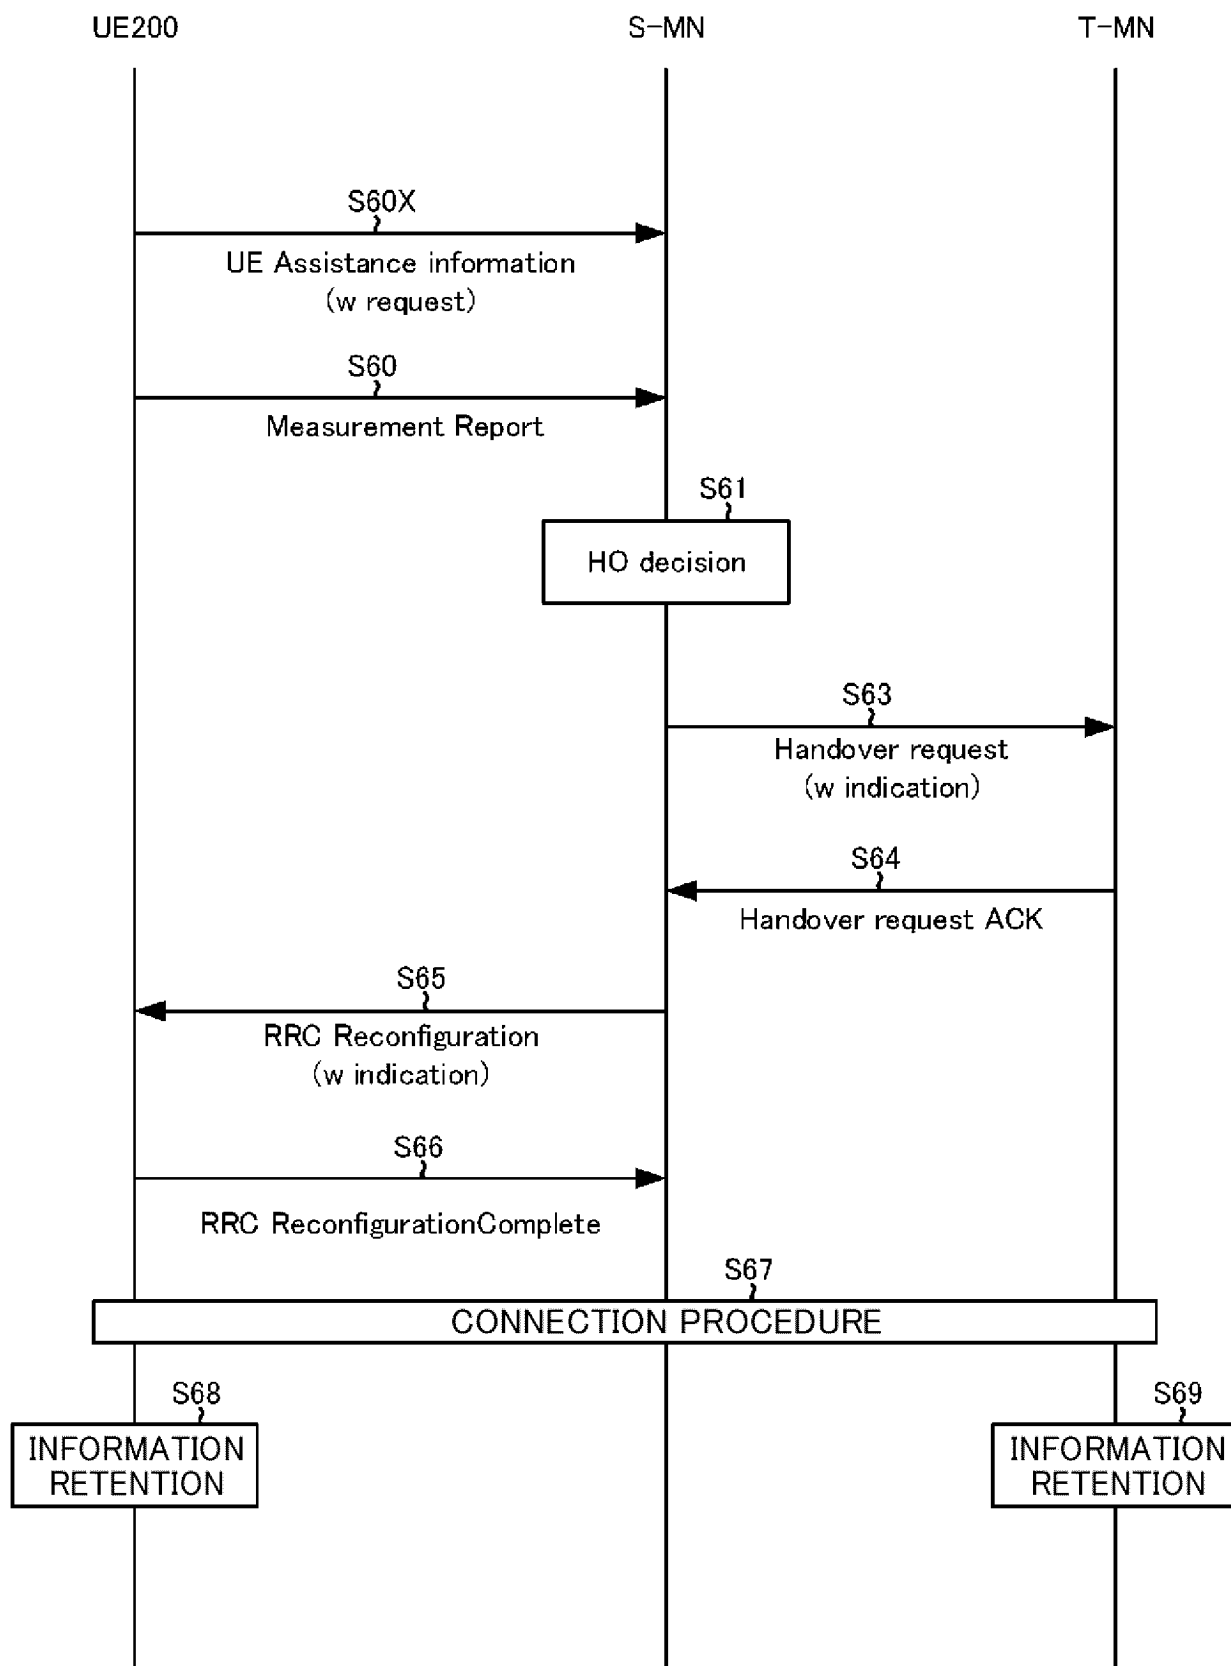 UE200
S-MN
T-MN
S60X
UE Assistance information
(w request)
S60
Measurement Report
S61
HO decision
S63
Handover request
(w indication)
S64
Handover request ACK
S65
RRC Reconfiguration
(w indication)
S66
RRC ReconfigurationComplete
S67
CONNECTION PROCEDURE
S68
INFORMATION
RETENTION
S69
INFORMATION
RETENTION